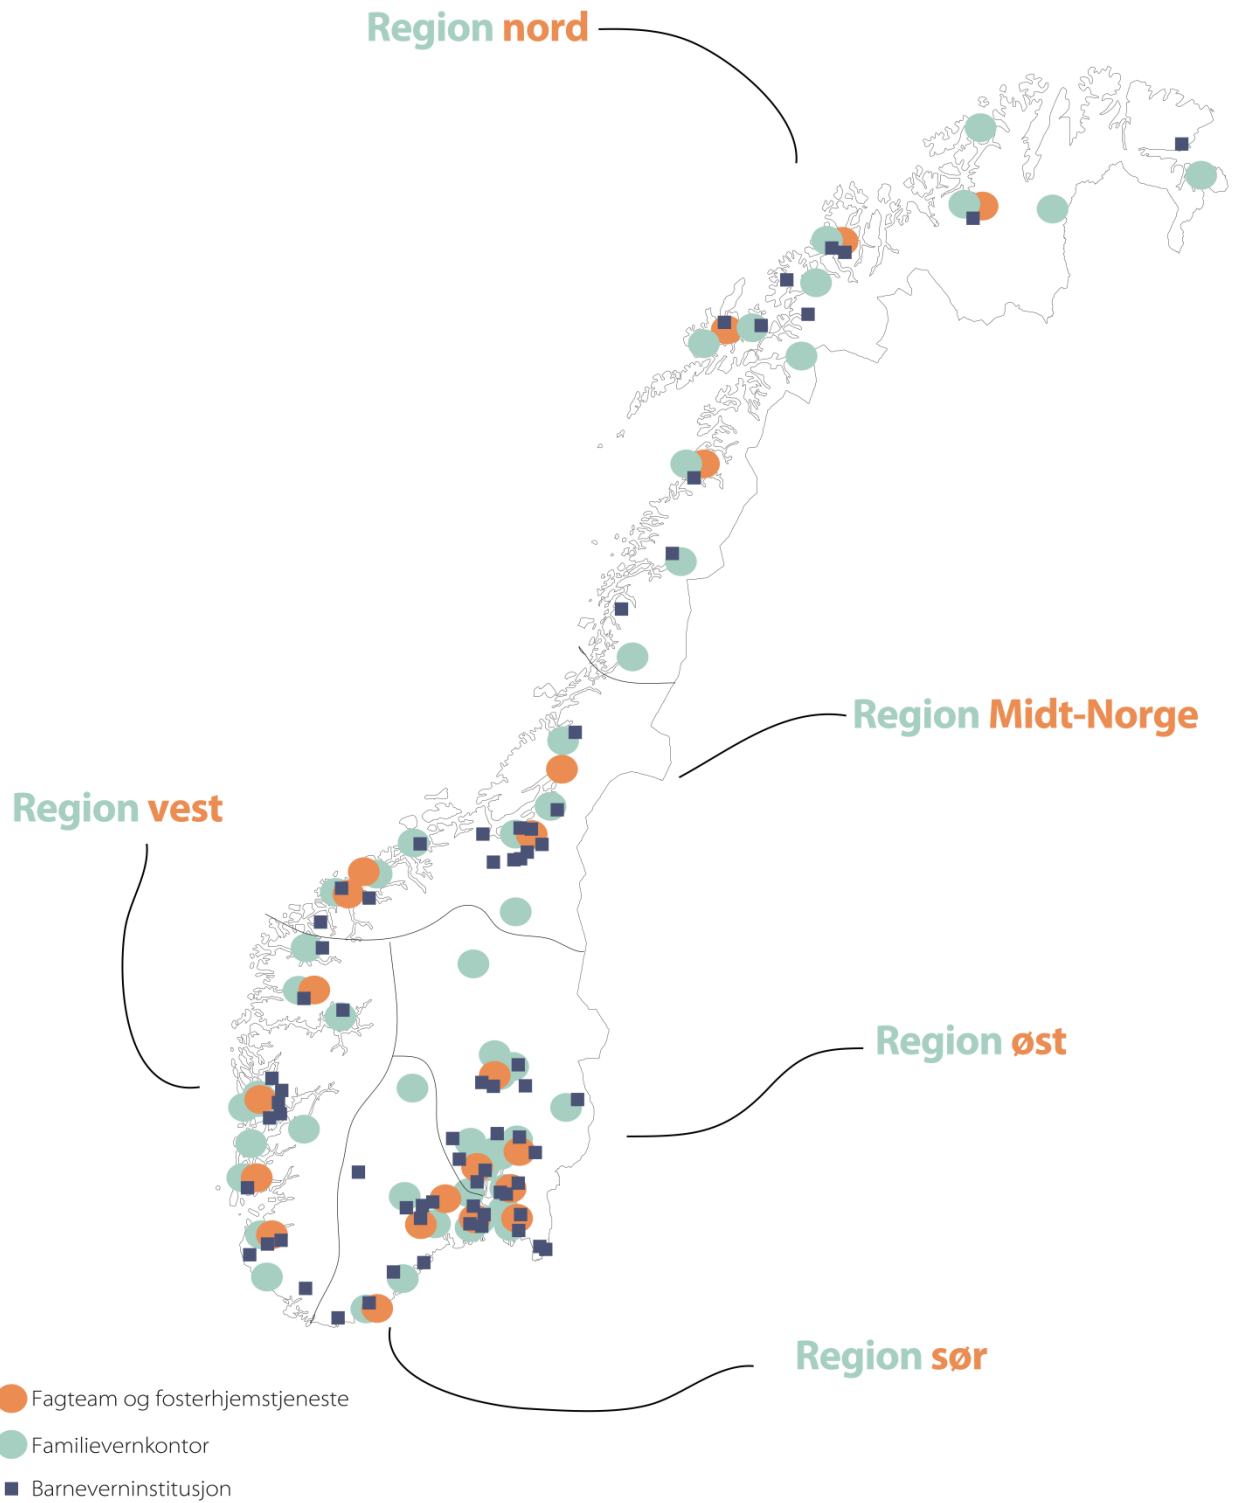 Region nord
Region Midt-Norge
Region vest
Region øst
Region sør
Fagteam og fosterhjemstjeneste
Familievernkontor
Barneverninstitusjon